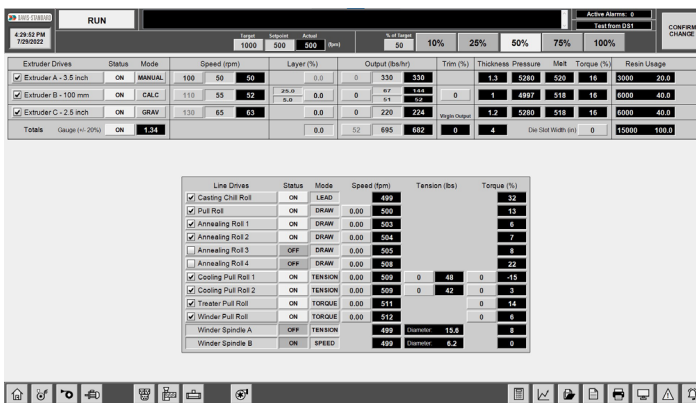 DAVIS STANDARD
RUN
Active Alarms: 0
Test from DS1
CONFIRM CHANGE
4:29:52 PM
7/29/2022
Target Setpoint Actual
1000 500 500 (fpm)
% of Target
50
10% 25% 50% 75% 100%
Extruder Drives Status Mode Speed (rpm) Layer (%) Output (lbs/hr) Trim (%) Thickness Pressure Melt Torque (%) Resin Usage
Extruder A - 3.5 inch ON MANUAL 100 50 50 0.0 0 330 330 1.3 5280 520 16 3000 20.0
Extruder B - 100 mm ON CALC 110 55 52 25.0 5.0 0.0 0 67 144 51 52 0 1 4997 518 16 6000 40.0
Extruder C - 2.5 inch ON GRAV 130 65 63 0.0 0 220 224 Virgin Output 1.2 5280 518 16 6000 40.0
Totals Gauge (+/- 20%) ON 1.34 0.0 52 695 682 0 4 Die Slot Width (in) 0 15000 100.0
Line Drives Status Mode Speed (fpm) Tension (lbs) Torque (%)
Casting Chill Roll ON LEAD 499 32
Pull Roll ON DRAW 0.00 500 13
Annealing Roll 1 ON DRAW 0.00 503 6
Annealing Roll 2 ON DRAW 0.00 504 7
Annealing Roll 3 OFF DRAW 0.00 505 8
Annealing Roll 4 OFF DRAW 0.00 508 22
Cooling Pull Roll 1 ON TENSION 0.00 509 0 48 0 -15
Cooling Pull Roll 2 ON TENSION 0.00 509 0 42 0 3
Treater Pull Roll ON TORQUE 0.00 511 0 14
Winder Pull Roll ON TORQUE 0.00 512 0 6
Winder Spindle A OFF TENSION 499 Diameter: 15.6 8
Winder Spindle B ON SPEED 499 Diameter: 6.2 0